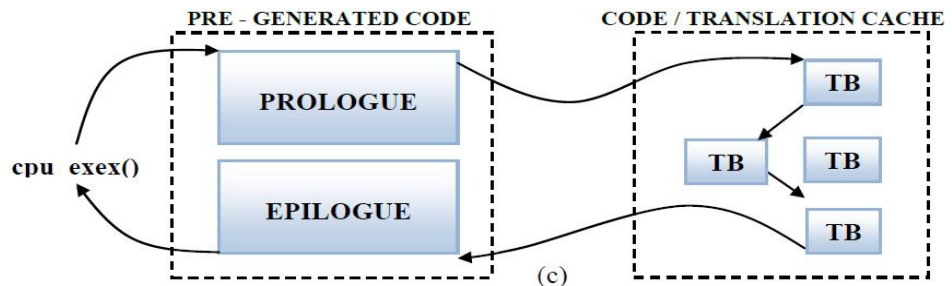 PRE - GENERATED CODE
CODE / TRANSLATION CACHE
PROLOGUE
TB
cpu exex()
TB
TB
EPILOGUE
TB
(c)